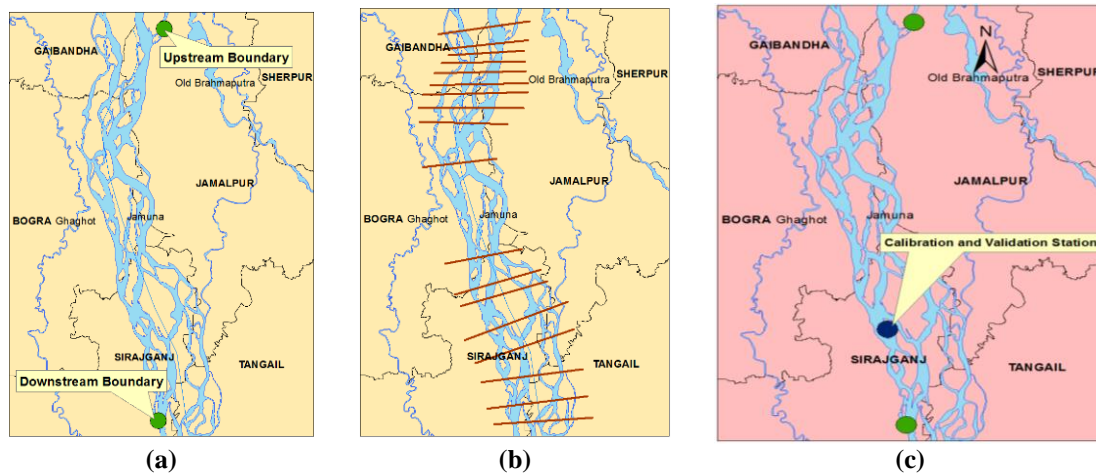 GAIBANDHA
Upstream Boundary
SHERPUR
Old Brahmaputra
JAMALPUR
BOGRA Ghaghot
Jamuna
SIRAJGANJ
TANGAIL
Downstream Boundary
(a)
GAIBANDHA
SHERPUR
Old Brahmaputra
JAMALPUR
BOGRA Ghaghot
Jamuna
SIRAJGANJ
TANGAIL
(b)
N
GAIBANDHA
SHERPUR
Old Brahmaputra
JAMALPUR
BOGRA Ghaghot
Jamuna
Calibration and Validation Station
SIRAJGANJ
TANGAIL
(c)